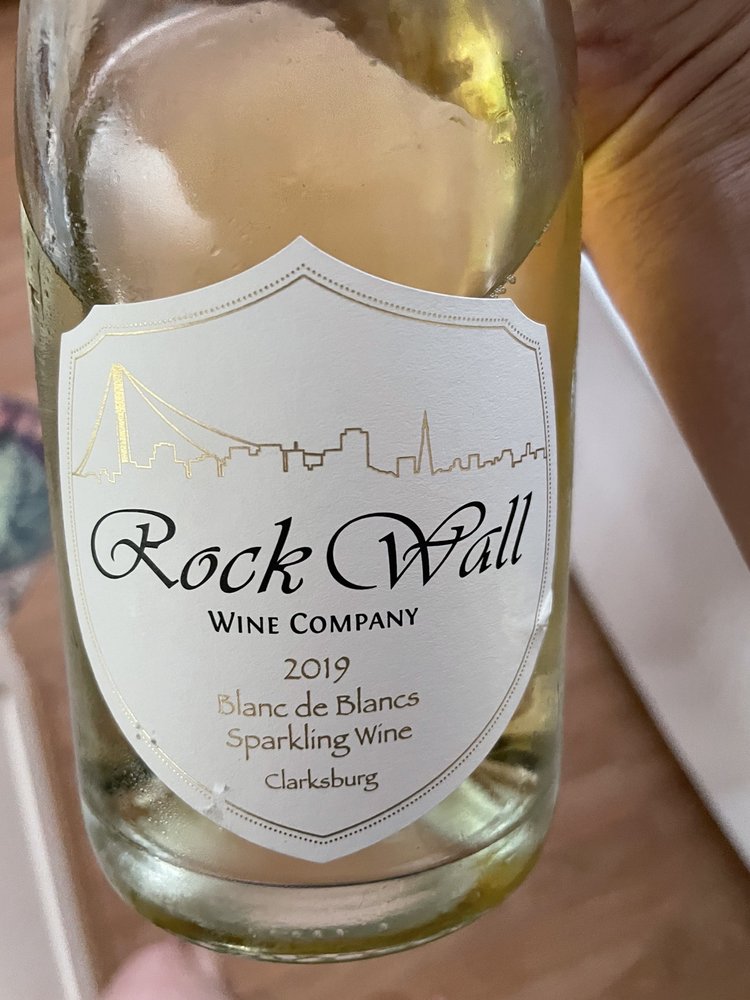 Rock Wall
Wine Company
2019
Blanc de Blancs
Sparkling Wine
Clarksburg